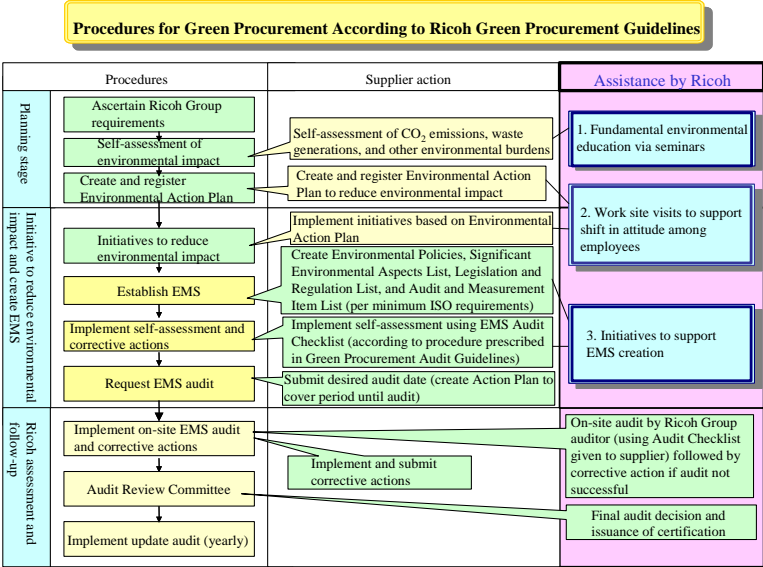 Procedures for Green Procurement According to Ricoh Green Procurement Guidelines
Procedures
Supplier action
Assistance by Ricoh
Planning stage
Ascertain Ricoh Group
requirements
Self-assessment of
environmental impact
Create and register
Environmental Action Plan
Self-assessment of CO₂ emissions, waste
generations, and other environmental burdens
Create and register Environmental Action
Plan to reduce environmental impact
1. Fundamental environmental
education via seminars
2. Work site visits to support
shift in attitude among
employees
Initiative to reduce environmental
impact and create EMS
Initiatives to reduce
environmental impact
Establish EMS
Implement self-assessment and
corrective actions
Request EMS audit
Implement initiatives based on Environmental
Action Plan
Create Environmental Policies, Significant
Environmental Aspects List, Legislation and
Regulation List, and Audit and Measurement
Item List (per minimum ISO requirements)
Implement self-assessment using EMS Audit
Checklist (according to procedure prescribed
in Green Procurement Audit Guidelines)
Submit desired audit date (create Action Plan to
cover period until audit)
3. Initiatives to support
EMS creation
Ricoh assessment and
follow-up
Implement on-site EMS audit
and corrective actions
Audit Review Committee
Implement update audit (yearly)
Implement and submit
corrective actions
On-site audit by Ricoh Group
auditor (using Audit Checklist
given to supplier) followed by
corrective action if audit not
successful
Final audit decision and
issuance of certification